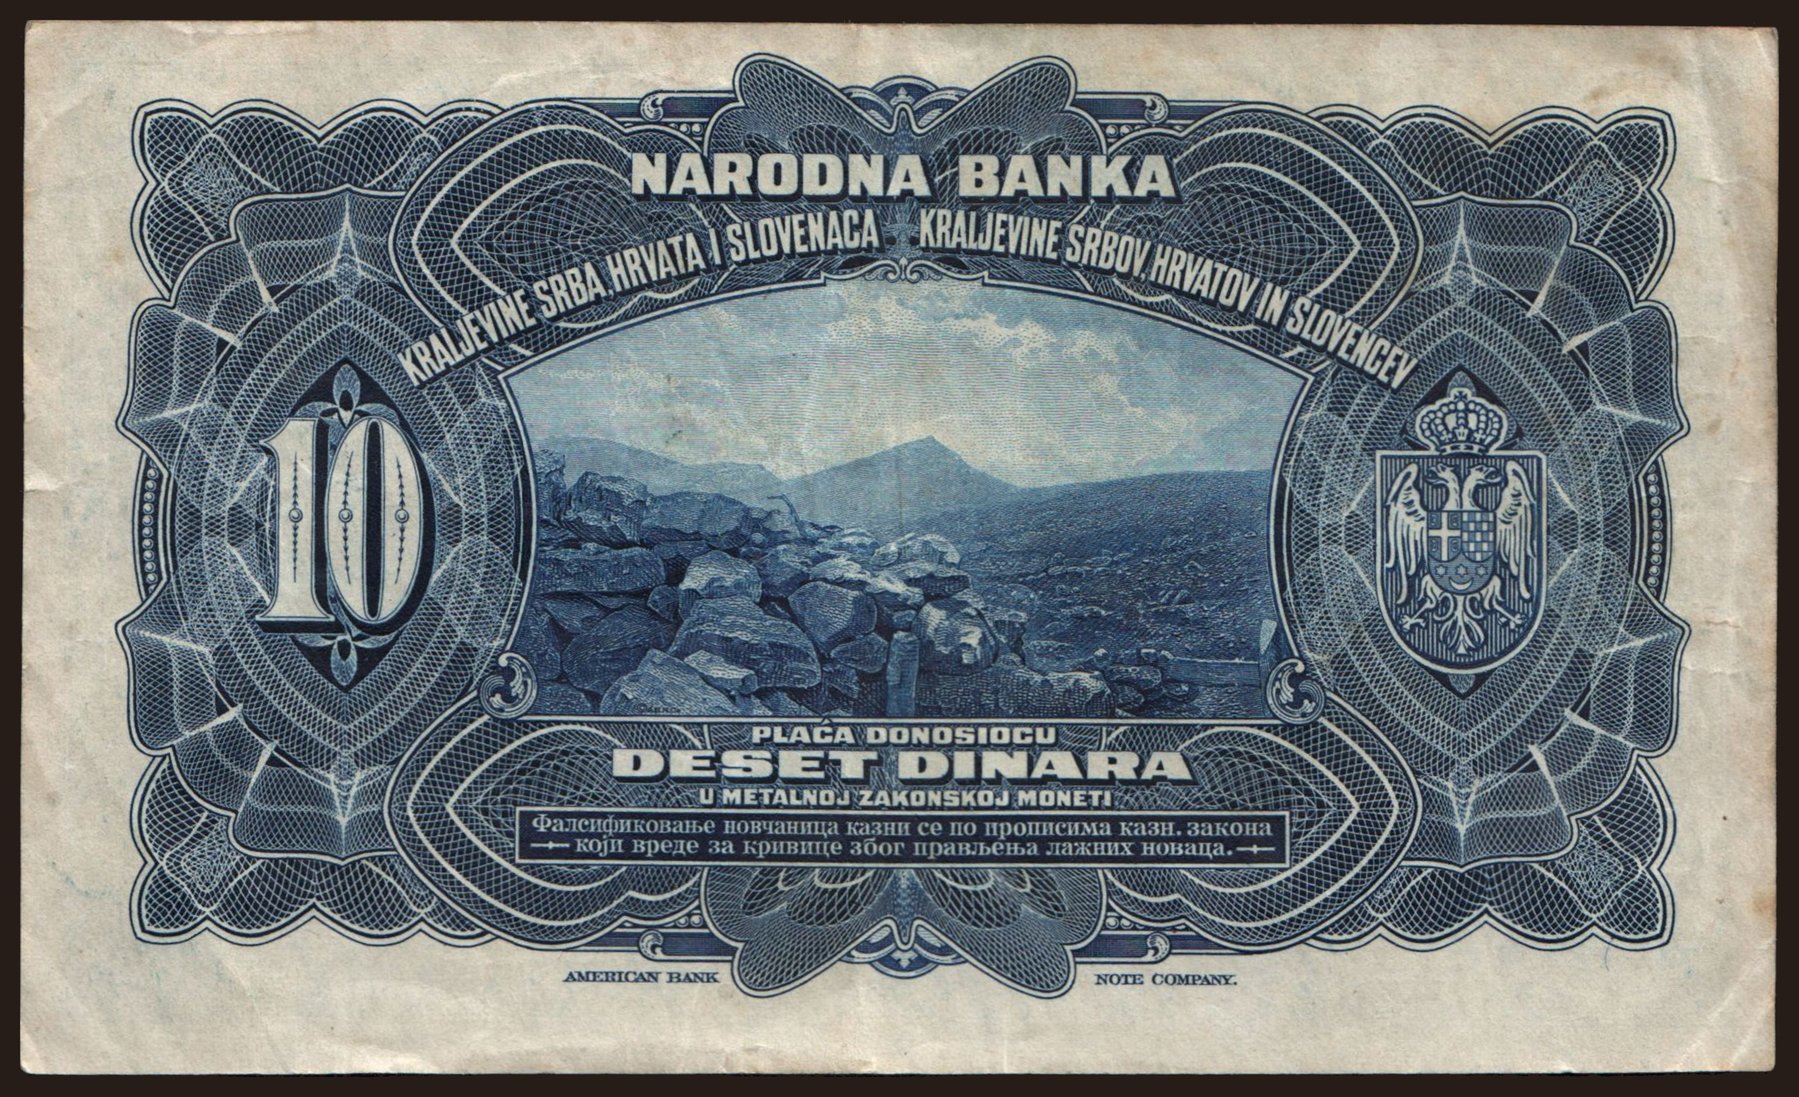 NARODNA BANKA
KRALJEVINE SRBA, HRVATA I SLOVENACA KRALJEVINE SRBOV, HRVATOV IN SLOVENCEV
10
PLAĆA DONOSIOCU
DESET DINARA
U METALNOJ ZAKONSKOJ MONETI
Фалсификовање новчаница казни се по прописима казн. закона
који вреде за кривице због прављења лажних новаца.
AMERICAN BANK NOTE COMPANY.